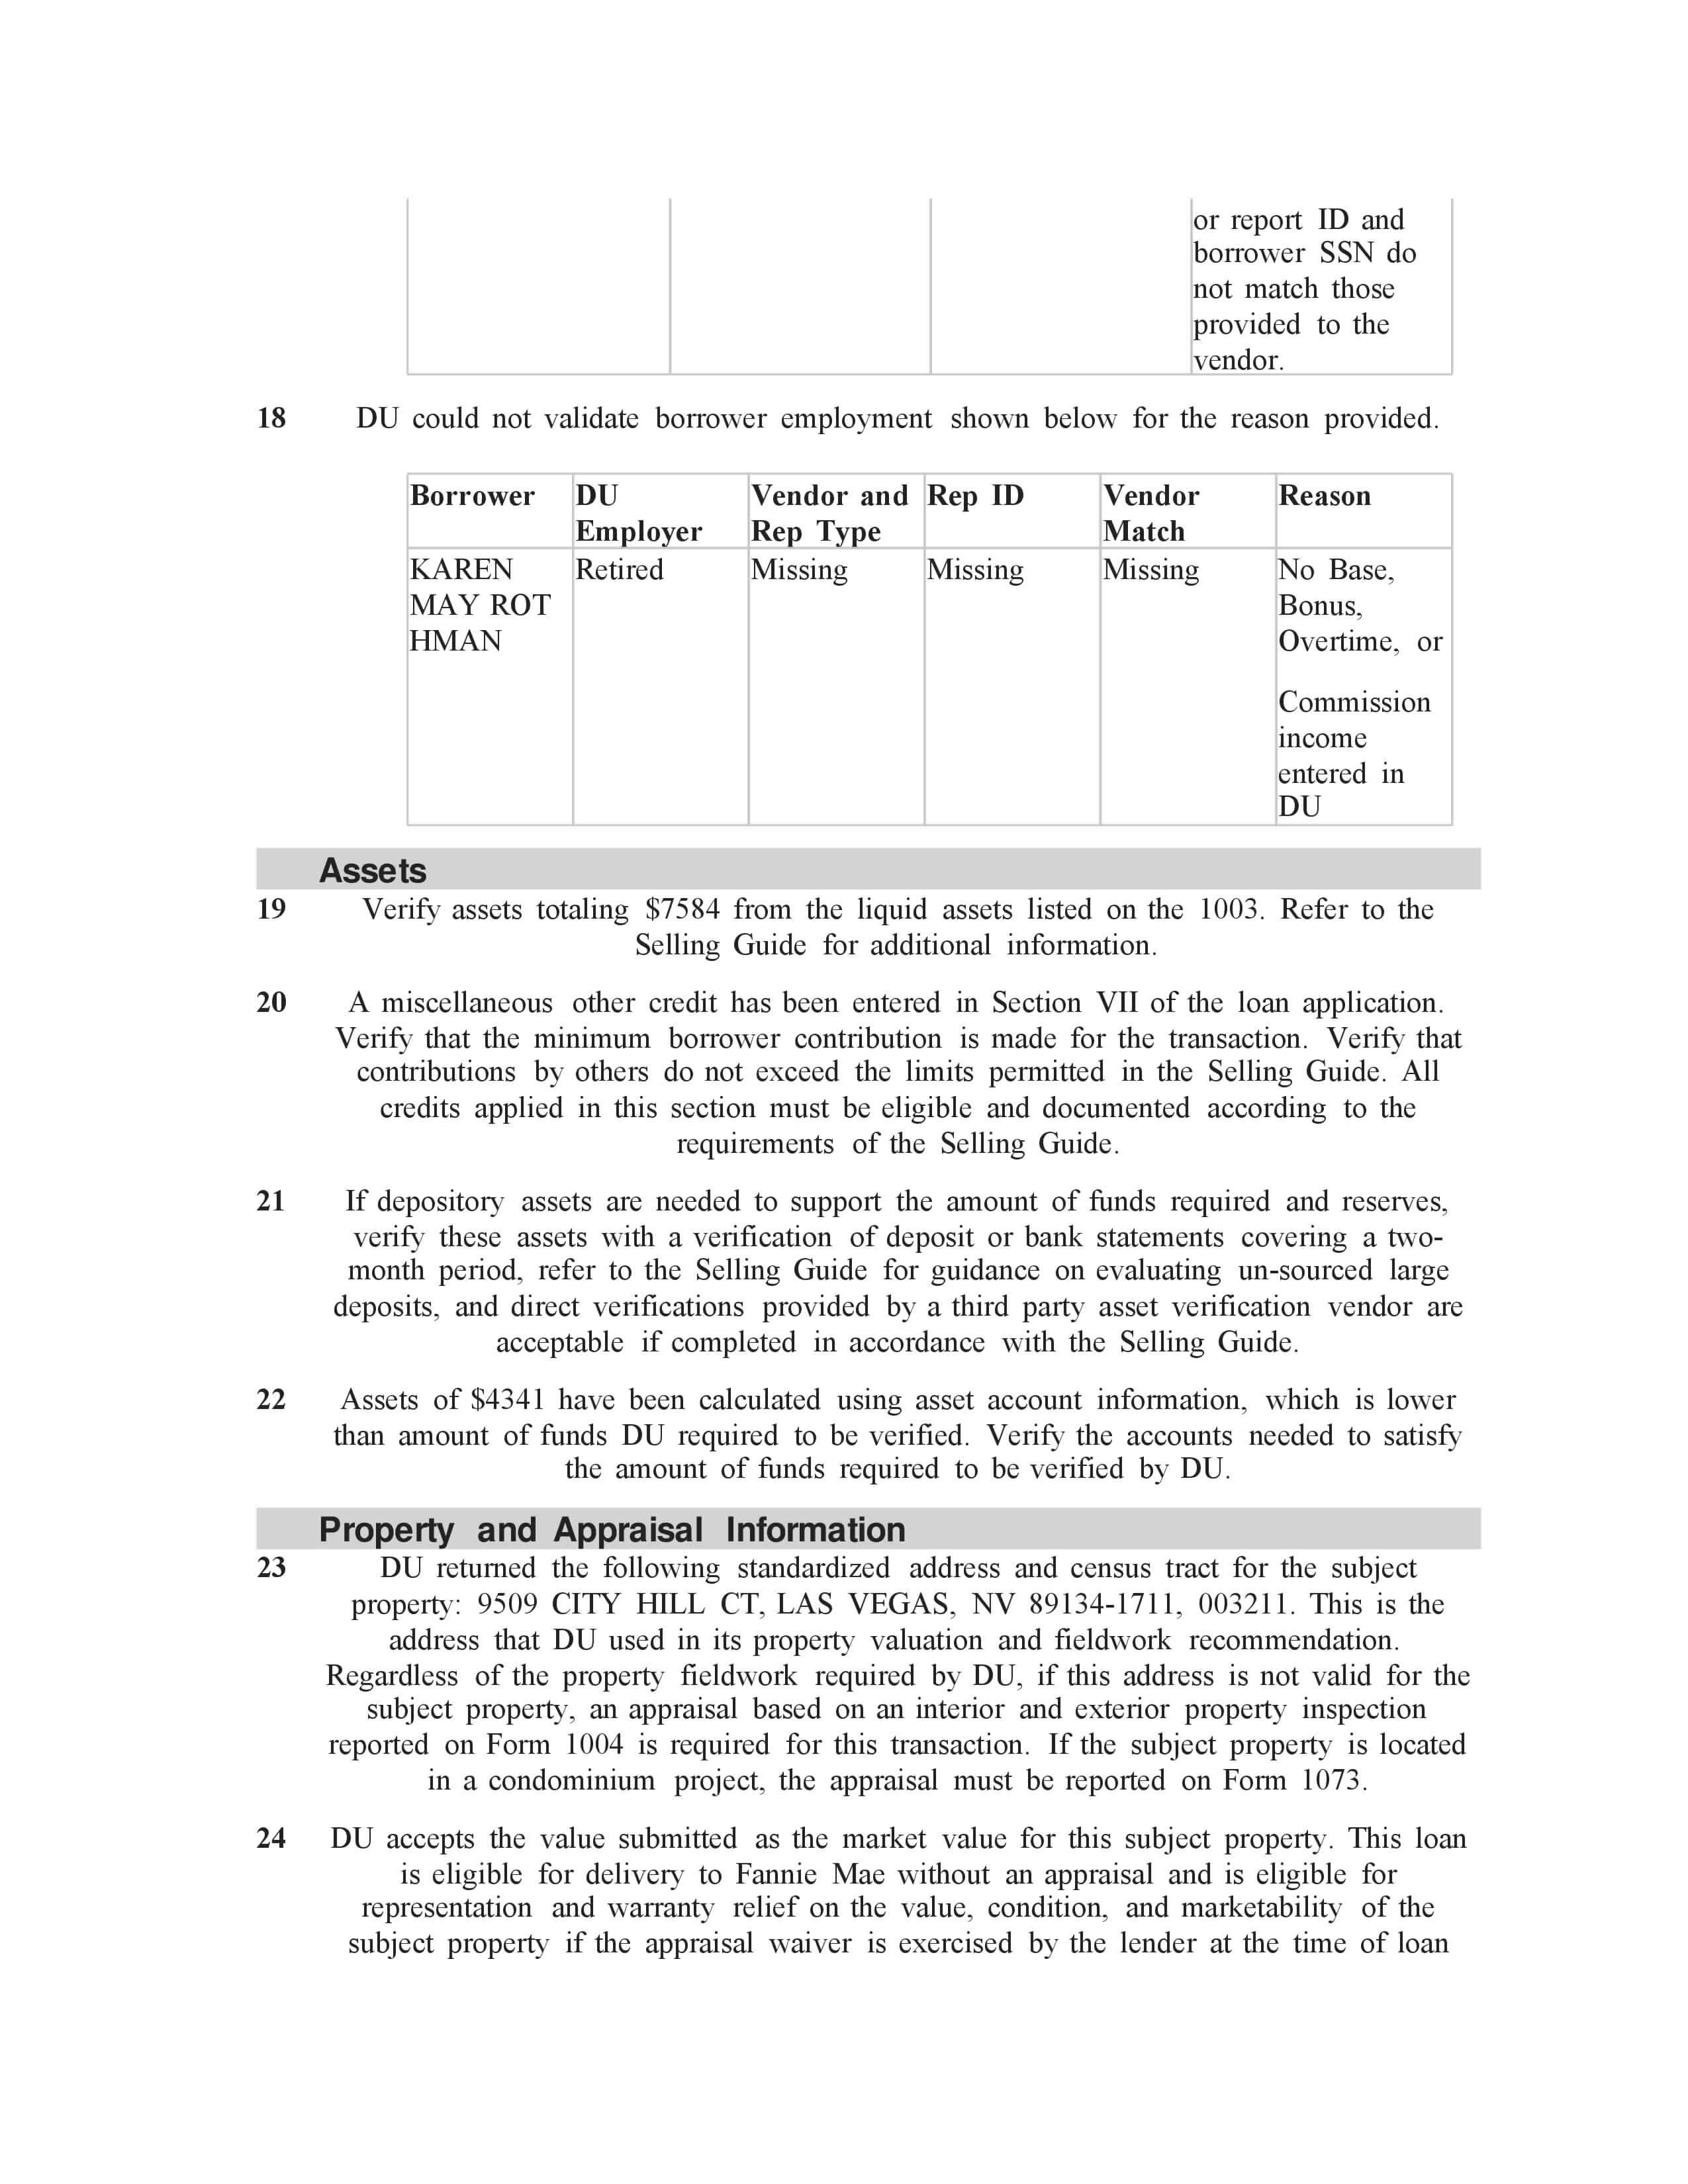 or report ID and
borrower SSN do
not match those
provided to the
vendor.
18 DU could not validate borrower employment shown below for the reason provided.
Borrower DU Employer Vendor and Rep Type Rep ID Vendor Match Reason
KAREN MAY ROT HMAN Retired Missing Missing Missing No Base,
Bonus,
Overtime, or
Commission
income
entered in
DU
Assets
19 Verify assets totaling $7584 from the liquid assets listed on the 1003. Refer to the
Selling Guide for additional information.
20 A miscellaneous other credit has been entered in Section VII of the loan application.
Verify that the minimum borrower contribution is made for the transaction. Verify that
contributions by others do not exceed the limits permitted in the Selling Guide. All
credits applied in this section must be eligible and documented according to the
requirements of the Selling Guide.
21 If depository assets are needed to support the amount of funds required and reserves,
verify these assets with a verification of deposit or bank statements covering a two-
month period, refer to the Selling Guide for guidance on evaluating un-sourced large
deposits, and direct verifications provided by a third party asset verification vendor are
acceptable if completed in accordance with the Selling Guide.
22 Assets of $4341 have been calculated using asset account information, which is lower
than amount of funds DU required to be verified. Verify the accounts needed to satisfy
the amount of funds required to be verified by DU.
Property and Appraisal Information
23 DU returned the following standardized address and census tract for the subject
property: 9509 CITY HILL CT, LAS VEGAS, NV 89134-1711, 003211. This is the
address that DU used in its property valuation and fieldwork recommendation.
Regardless of the property fieldwork required by DU, if this address is not valid for the
subject property, an appraisal based on an interior and exterior property inspection
reported on Form 1004 is required for this transaction. If the subject property is located
in a condominium project, the appraisal must be reported on Form 1073.
24 DU accepts the value submitted as the market value for this subject property. This loan
is eligible for delivery to Fannie Mae without an appraisal and is eligible for
representation and warranty relief on the value, condition, and marketability of the
subject property if the appraisal waiver is exercised by the lender at the time of loan